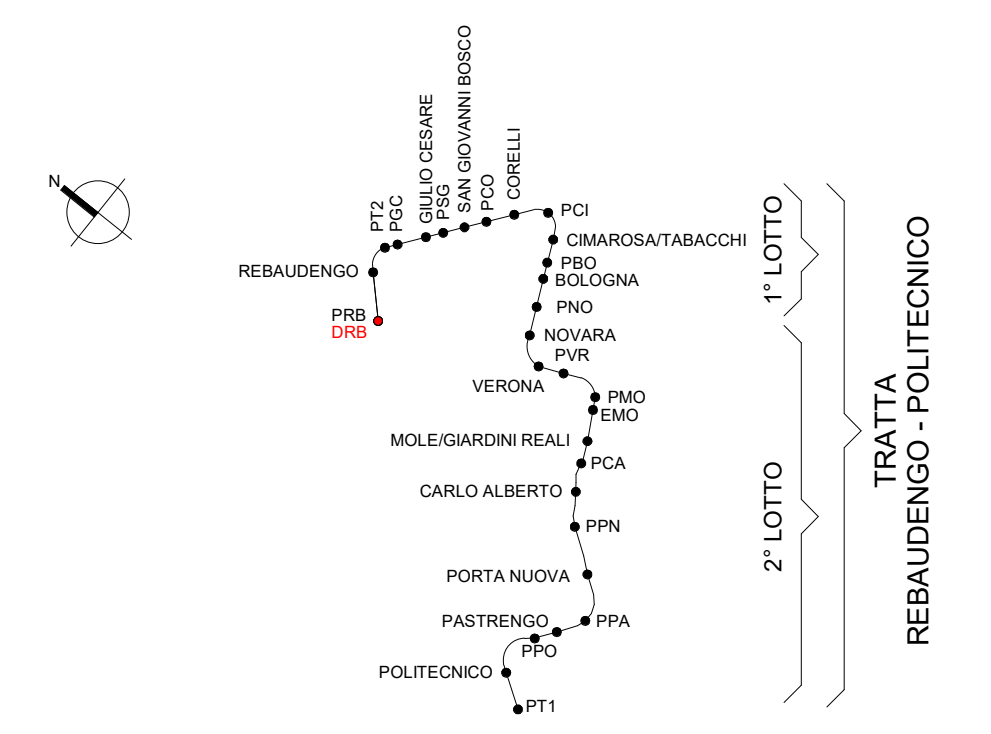 N
PT2
PGC
GIULIO CESARE
PSG
SAN GIOVANNI BOSCO
PCO
CORELLI
PCI
CIMAROSA/TABACCHI
REBAUDENGO
PBO
BOLOGNA
PRB
DRB
PNO
NOVARA
PVR
VERONA
PMO
EMO
MOLE/GIARDINI REALI
PCA
CARLO ALBERTO
PPN
PORTA NUOVA
PASTRENGO
PPA
PPO
POLITECNICO
PT1
1° LOTTO
2° LOTTO
TRATTA
REBAUDENGO - POLITECNICO